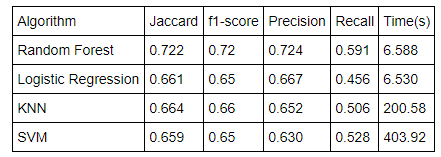 Algorithm Jaccard f1-score Precision Recall Time(s)
Random Forest 0.722 0.72 0.724 0.591 6.588
Logistic Regression 0.661 0.65 0.667 0.456 6.530
KNN 0.664 0.66 0.652 0.506 200.58
SVM 0.659 0.65 0.630 0.528 403.92